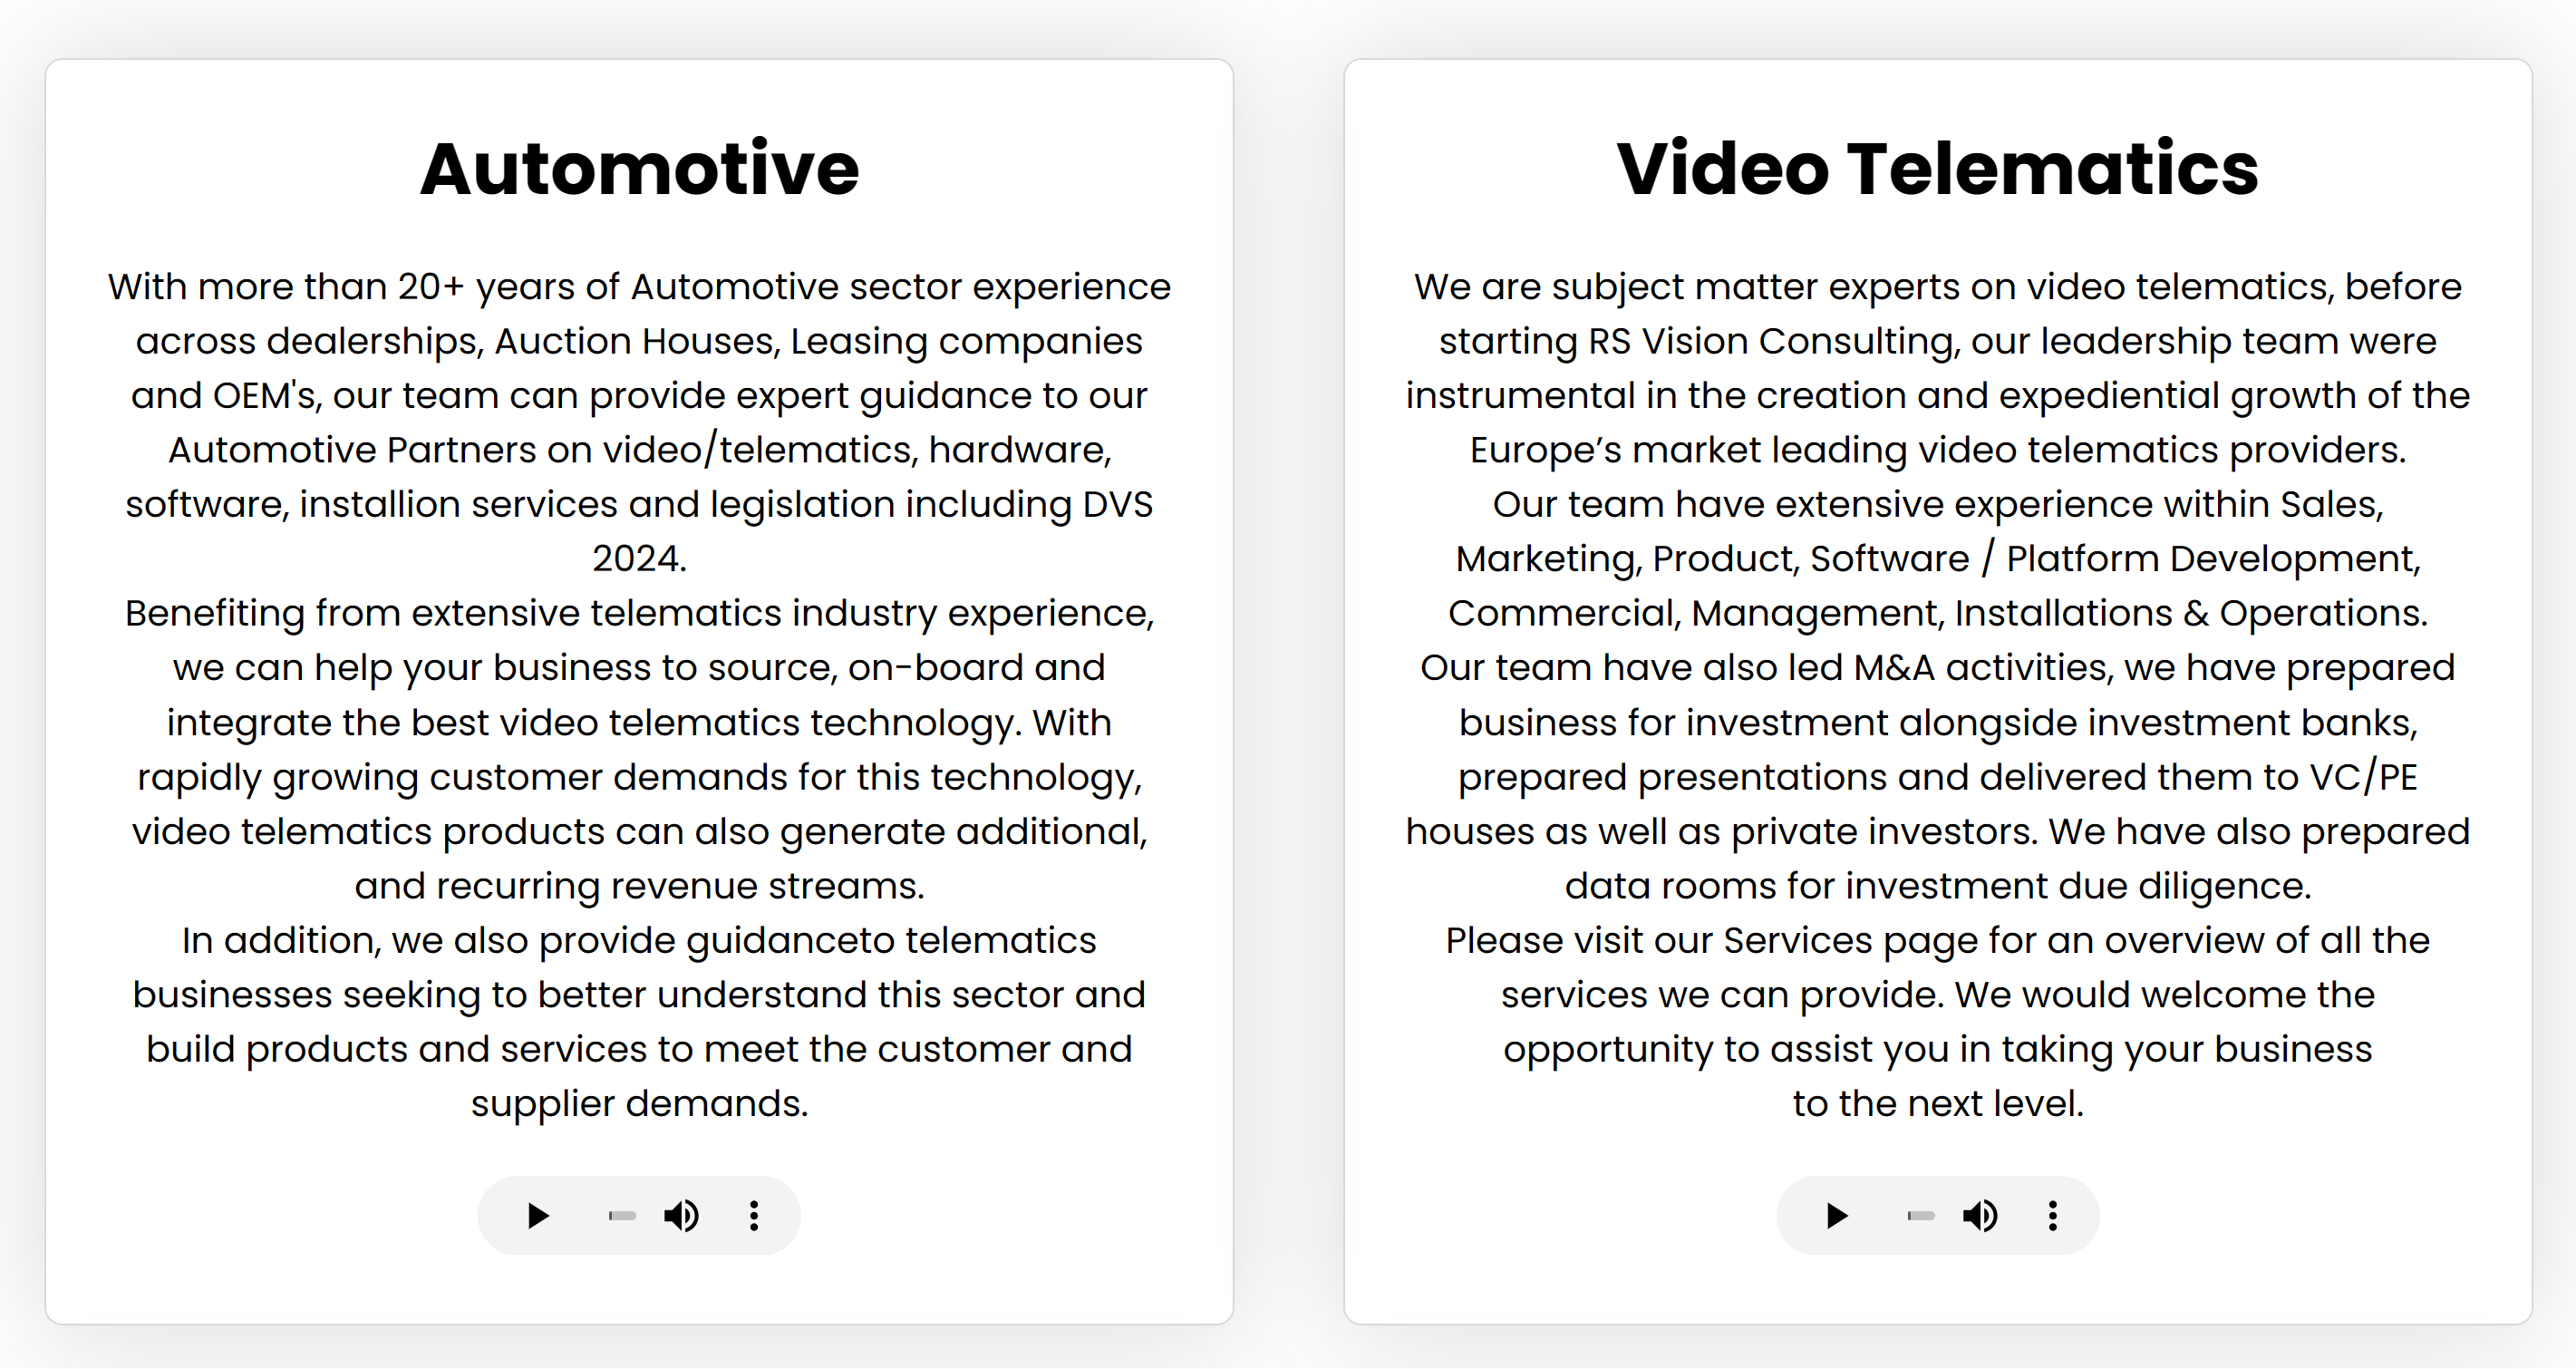 Automotive
With more than 20+ years of Automotive sector experience
across dealerships, Auction Houses, Leasing companies
and OEM's, our team can provide expert guidance to our
Automotive Partners on video/telematics, hardware,
software, installion services and legislation including DVS
2024.
Benefiting from extensive telematics industry experience,
we can help your business to source, on-board and
integrate the best video telematics technology. With
rapidly growing customer demands for this technology,
video telematics products can also generate additional,
and recurring revenue streams.
In addition, we also provide guidanceto telematics
businesses seeking to better understand this sector and
build products and services to meet the customer and
supplier demands.
Video Telematics
We are subject matter experts on video telematics, before
starting RS Vision Consulting, our leadership team were
instrumental in the creation and expediential growth of the
Europe’s market leading video telematics providers.
Our team have extensive experience within Sales,
Marketing, Product, Software / Platform Development,
Commercial, Management, Installations & Operations.
Our team have also led M&A activities, we have prepared
business for investment alongside investment banks,
prepared presentations and delivered them to VC/PE
houses as well as private investors. We have also prepared
data rooms for investment due diligence.
Please visit our Services page for an overview of all the
services we can provide. We would welcome the
opportunity to assist you in taking your business
to the next level.